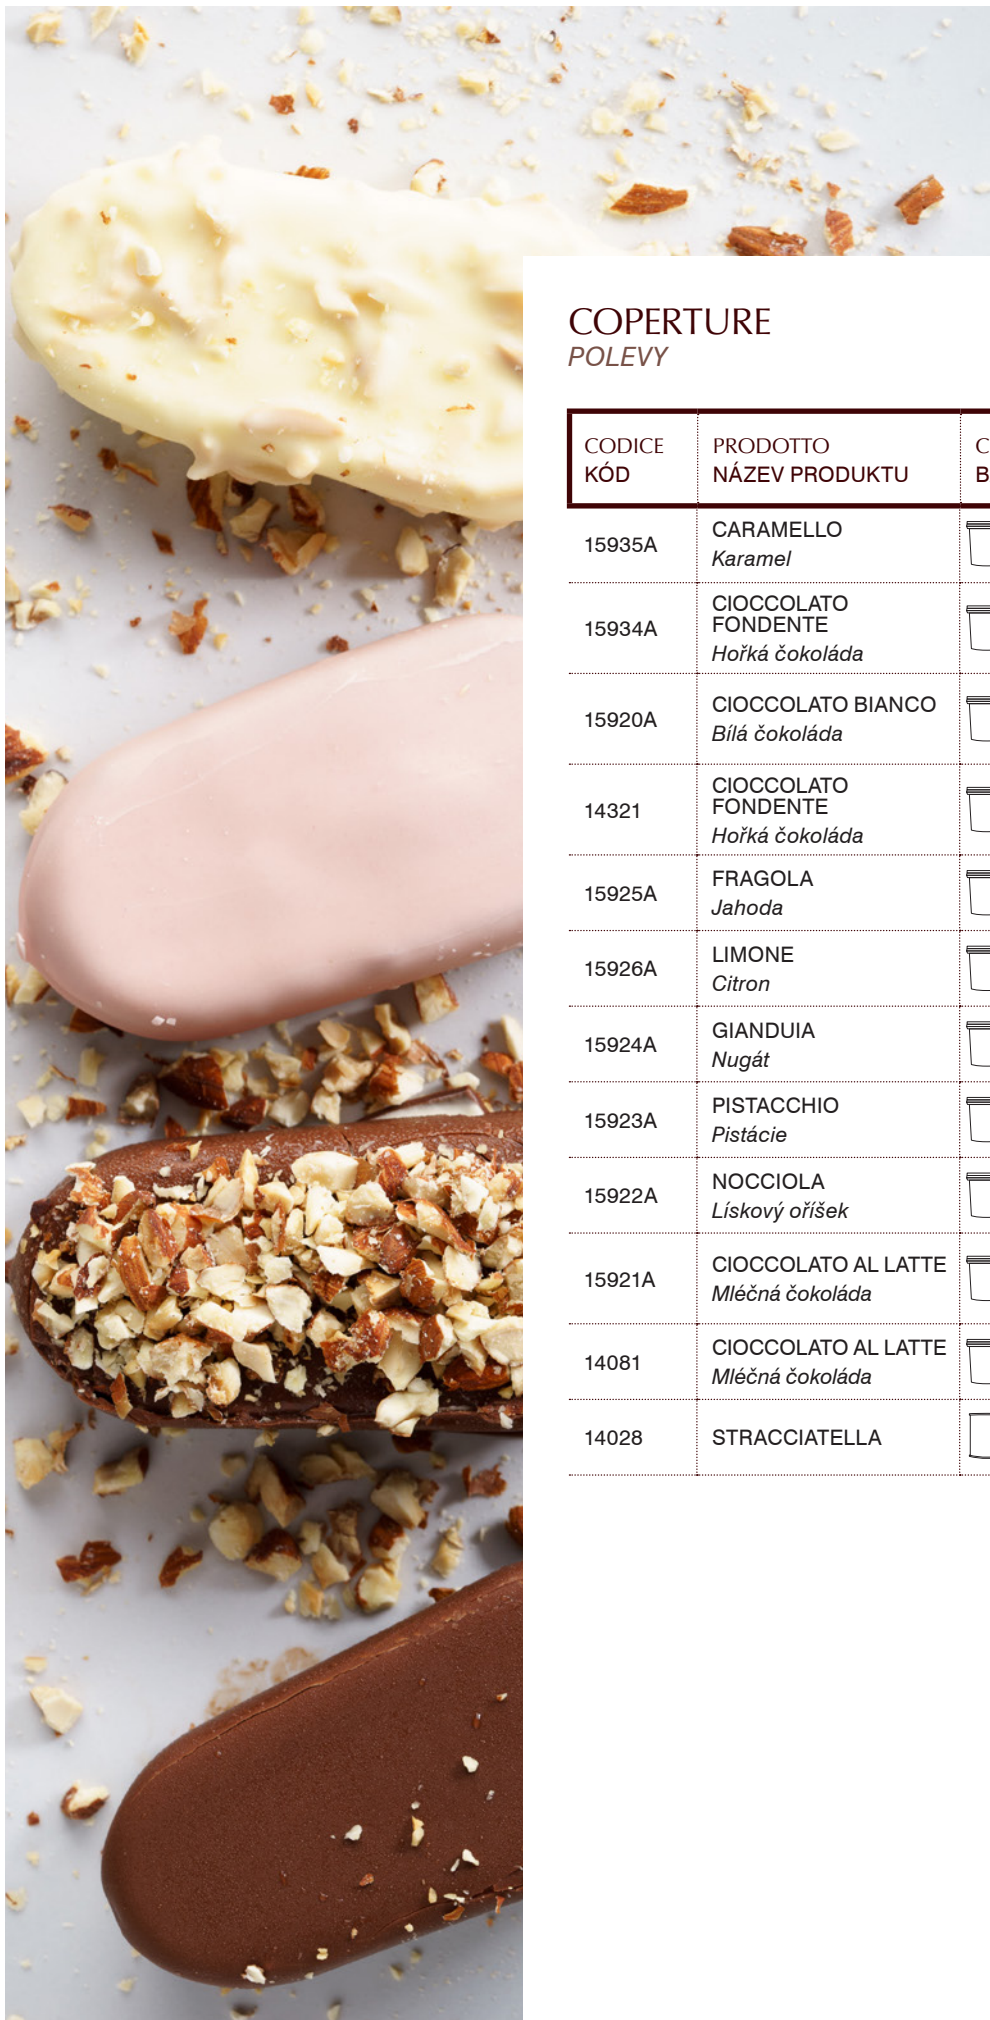 COPERTURE
POLEVY
CODICE PRODOTTO C
KÓD NÁZEV PRODUKTU B
15935A CARAMELLO
Karamel
15934A CIOCCOLATO
FONDENTE
Hořká čokoláda
15920A CIOCCOLATO BIANCO
Bílá čokoláda
14321 CIOCCOLATO
FONDENTE
Hořká čokoláda
15925A FRAGOLA
Jahoda
15926A LIMONE
Citron
15924A GIANDUIA
Nugát
15923A PISTACCHIO
Pistácie
15922A NOCCIOLA
Lískový oříšek
15921A CIOCCOLATO AL LATTE
Mléčná čokoláda
14081 CIOCCOLATO AL LATTE
Mléčná čokoláda
14028 STRACCIATELLA